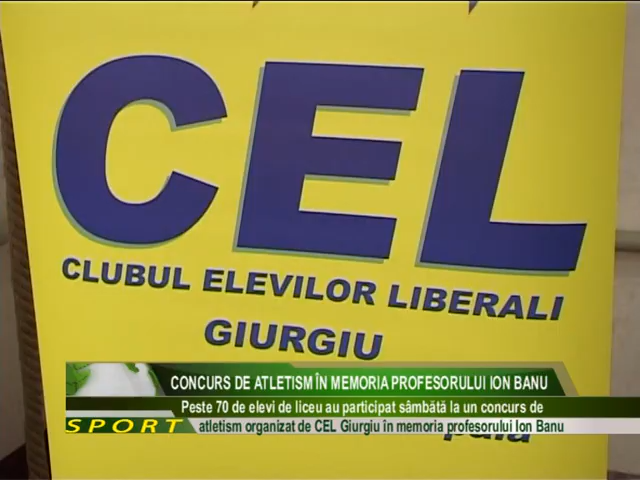 CEL
CLUBUL ELEVILOR LIBERALI
GIURGIU
CONCURS DE ATLETISM ÎN MEMORIA PROFESORULUI ION BANU
Peste 70 de elevi de liceu au participat sâmbătă la un concurs de
SPORT
atletism organizat de CEL Giurgiu în memoria profesorului Ion Banu